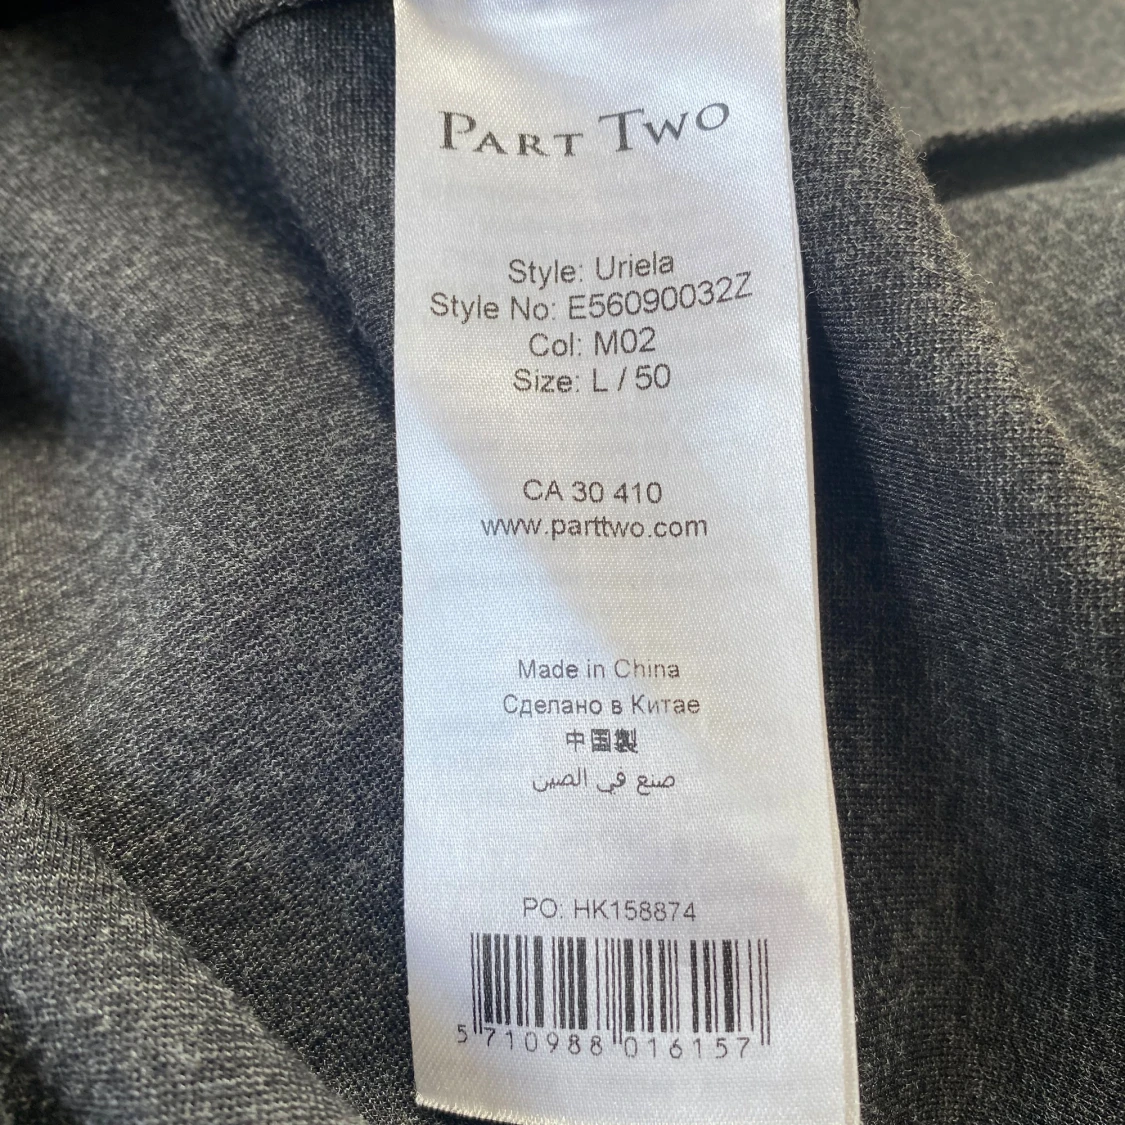 PART TWO
Style: Uriela
Style No: E56090032Z
Col: M02
Size: L / 50
CA 30 410
www.parttwo.com
Made in China
Сделано в Китае
中国製
صنع في الصين
PO: HK158874
5 710988 016157